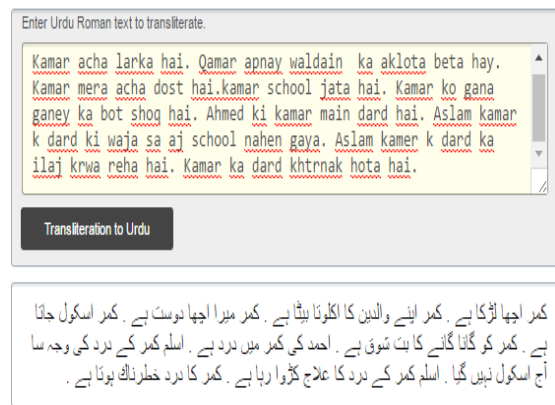 Enter Urdu Roman text to transliterate.
Kamar acha larka hai. Qamar apnay waldain ka aklota beta hay.
Kamar mera acha dost hai.kamar school jata hai. Kamar ko gana
ganey ka bot shoq hai. Ahmed ki kamar main dard hai. Aslam kamar
k dard ki waja sa aj school nahen gaya. Aslam kamer k dard ka
ilaj krwa reha hai. Kamar ka dard khtrnak hota hai.
Transliteration to Urdu
کمر اچھا لڑکا ہے . کمر اپنے والدین کا اکلوتا بیٹا ہے . کمر میرا اچھا دوست ہے . کمر اسکول جاتا
ہے . کمر کو گانا گانے کا بت شوق ہے . احمد کی کمر میں درد ہے . اسلم کمر کے درد کی وجہ سا
آج اسکول نہیں گیا . اسلم کمر کے درد کا علاج کڑوا رہا ہے . کمر کا درد خطرناك ہوتا ہے .